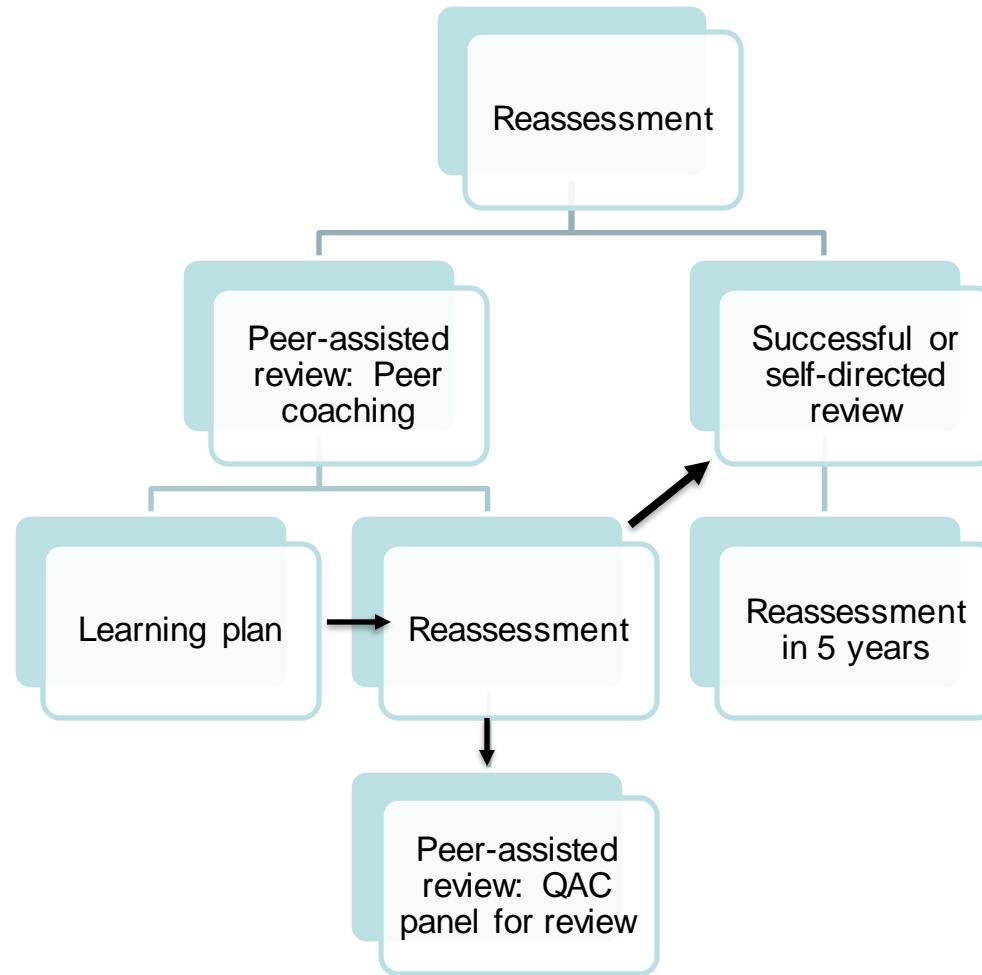 Reassessment
Peer-assisted
review: Peer
coaching
Successful or
self-directed
review
Learning plan
Reassessment
Reassessment
in 5 years
Peer-assisted
review: QAC
panel for review